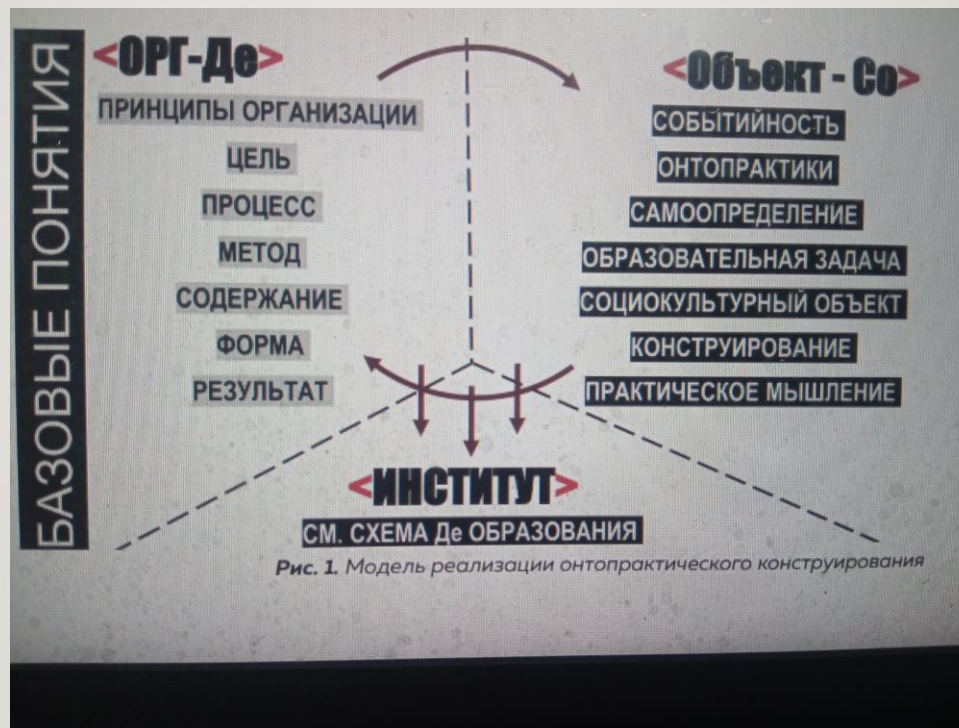 БАЗОВЫЕ ПОНЯТИЯ
<ОРГ-Де>
ПРИНЦИПЫ ОРГАНИЗАЦИИ
ЦЕЛЬ
ПРОЦЕСС
МЕТОД
СОДЕРЖАНИЕ
ФОРМА
РЕЗУЛЬТАТ
<Объект - Со>
СОБЫТИЙНОСТЬ
ОНТОПРАКТИКИ
САМООПРЕДЕЛЕНИЕ
ОБРАЗОВАТЕЛЬНАЯ ЗАДАЧА
СОЦИОКУЛЬТУРНЫЙ ОБЪЕКТ
КОНСТРУИРОВАНИЕ
ПРАКТИЧЕСКОЕ МЫШЛЕНИЕ
<ИНСТИТУТ>
СМ. СХЕМА Де ОБРАЗОВАНИЯ
Рис. 1. Модель реализации онтопрактического конструирования